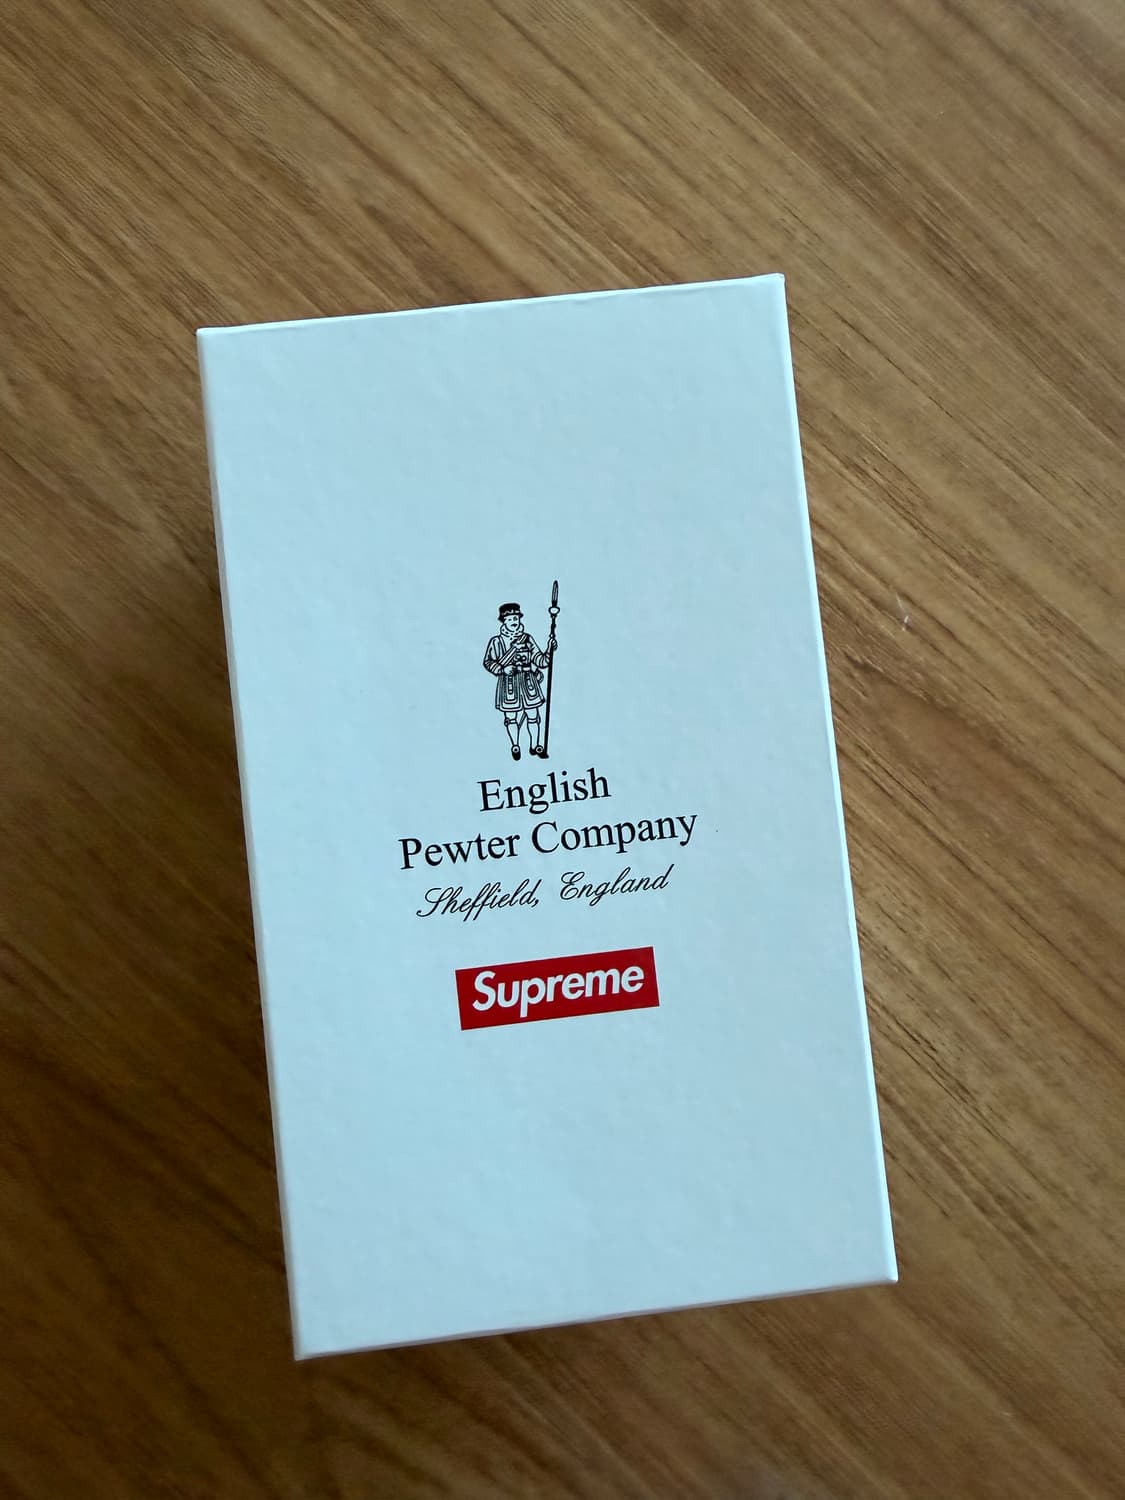 English
Pewter Company
Sheffield, England
Supreme